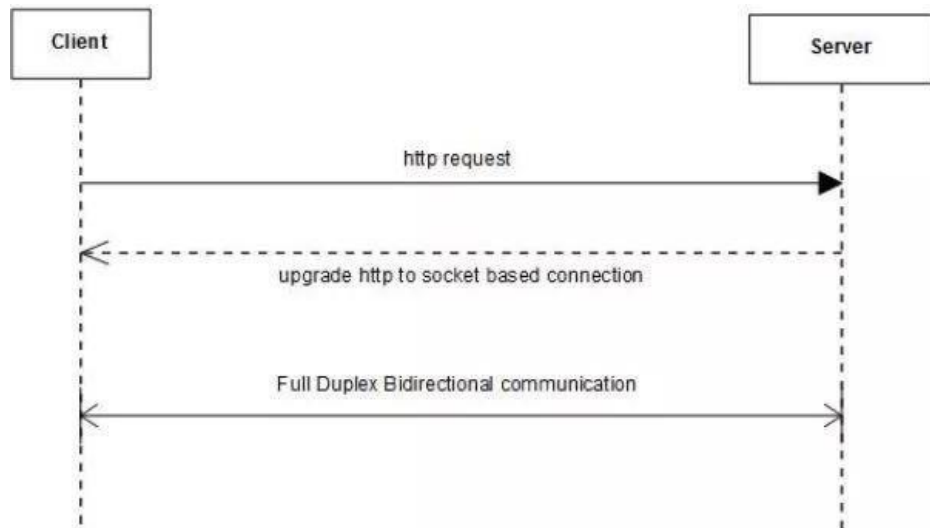 Client
Server
http request
upgrade http to socket based connection
Full Duplex Bidirectional communication